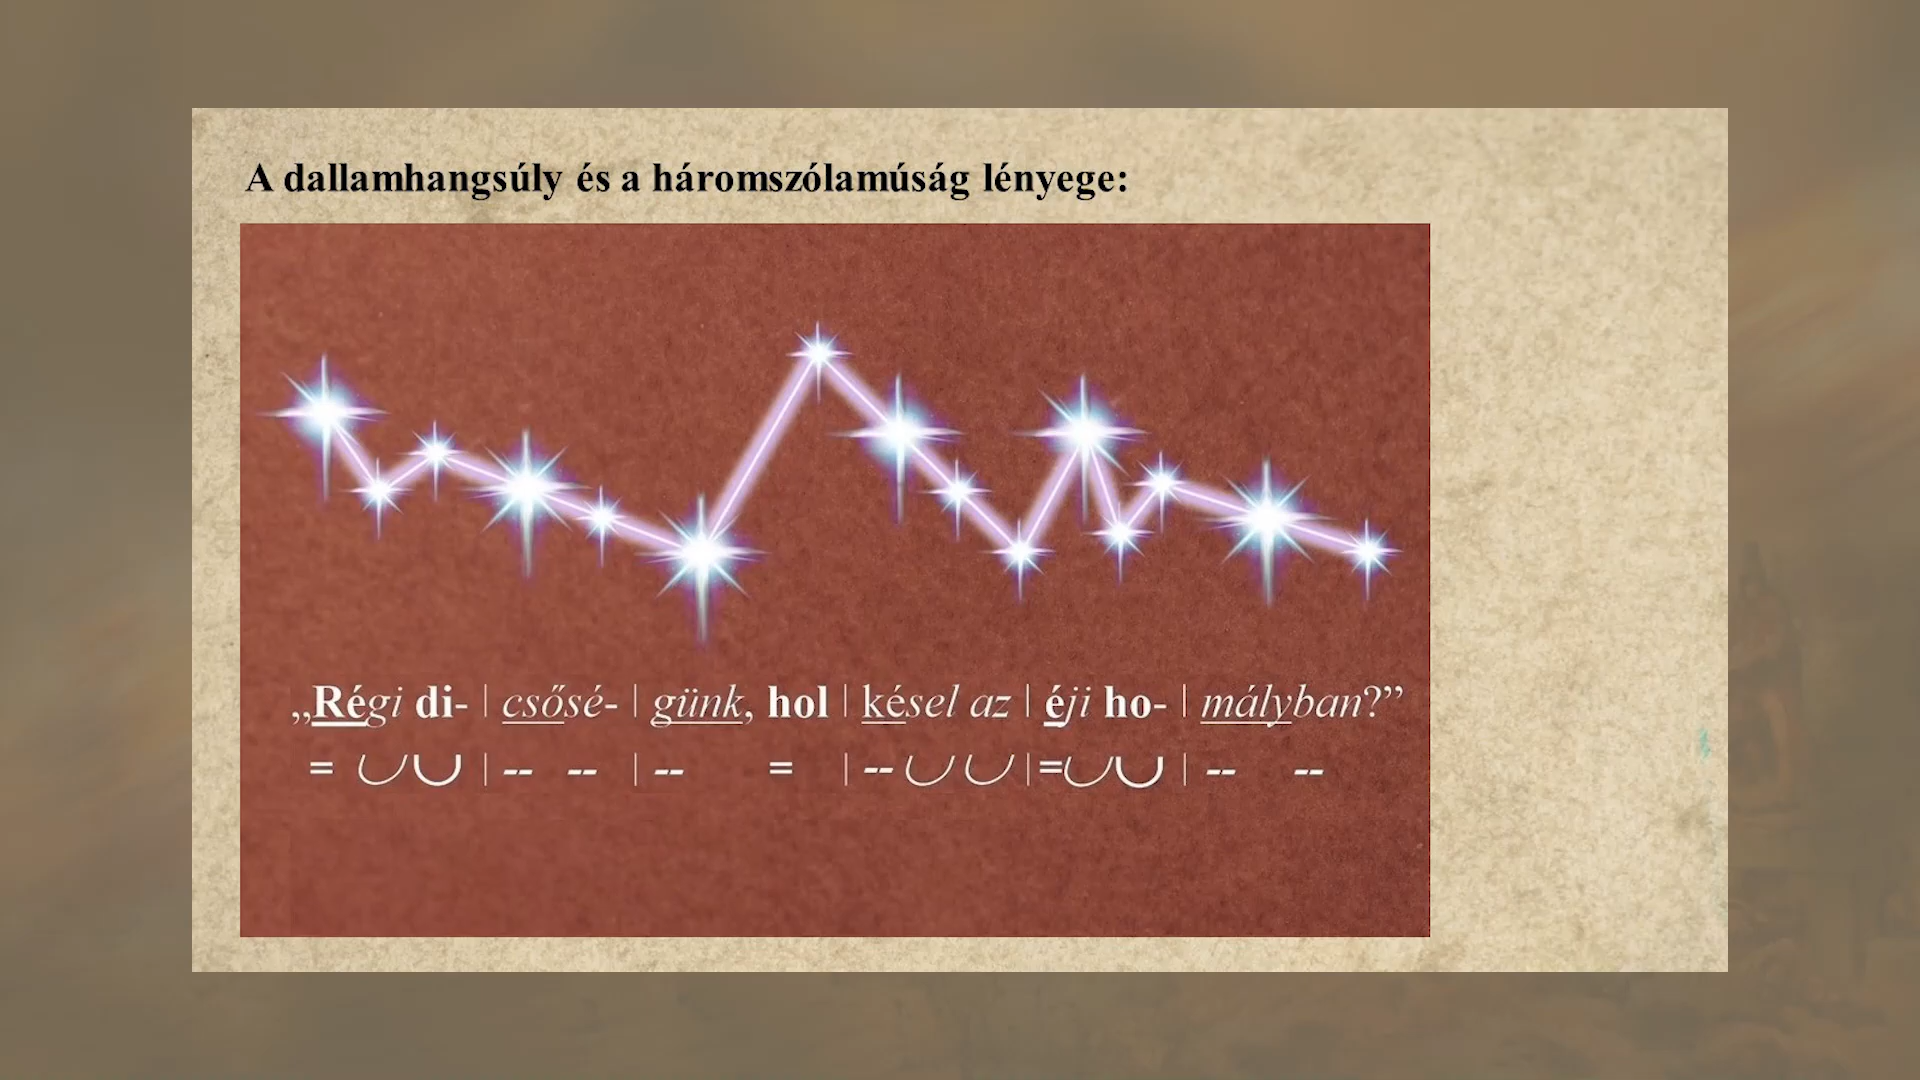 A dallamhangsúly és a háromszólamúság lényege:
„Régi di- | csősé- | günk, hol | késel az | éji ho- | mályban?”
= ◡◡ | -- -- | -- = | -- ◡ ◡ | =◡◡ | -- --